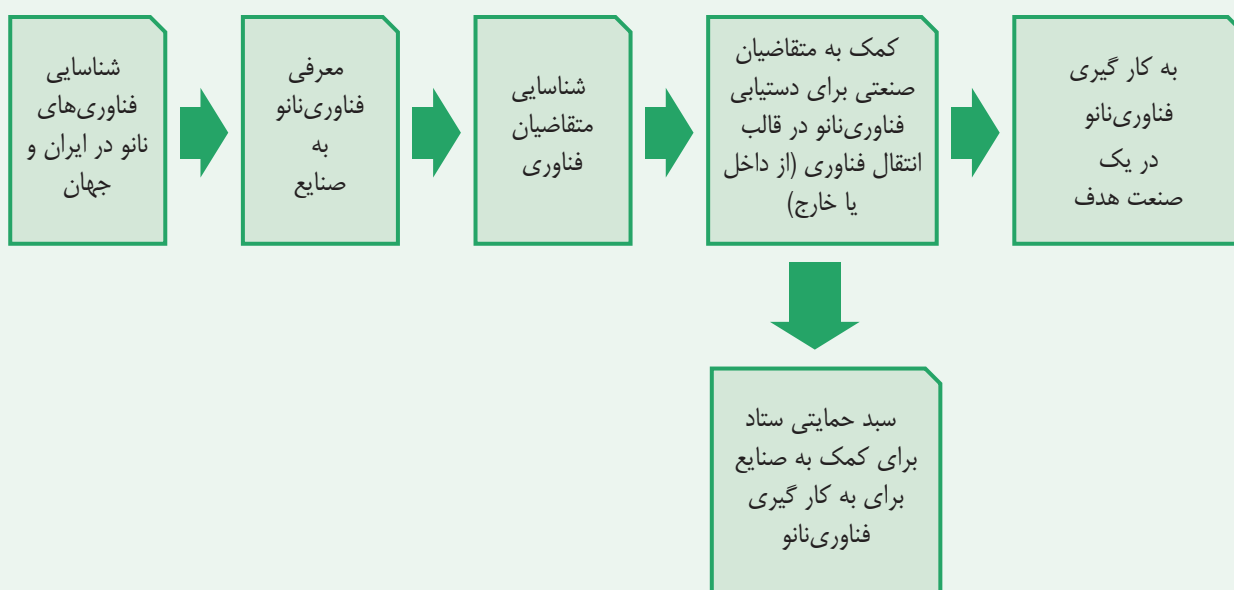 شناسایی
فناوری‌های
نانو در ایران و
جهان
معرفی
فناوری‌نانو
به
صنایع
شناسایی
متقاضیان
فناوری
کمک به متقاضیان
صنعتی برای دستیابی
فناوری‌نانو در قالب
انتقال فناوری (از داخل
یا خارج)
به کار گیری
فناوری‌نانو
در یک
صنعت هدف
سبد حمایتی ستاد
برای کمک به صنایع
برای به کار گیری
فناوری‌نانو